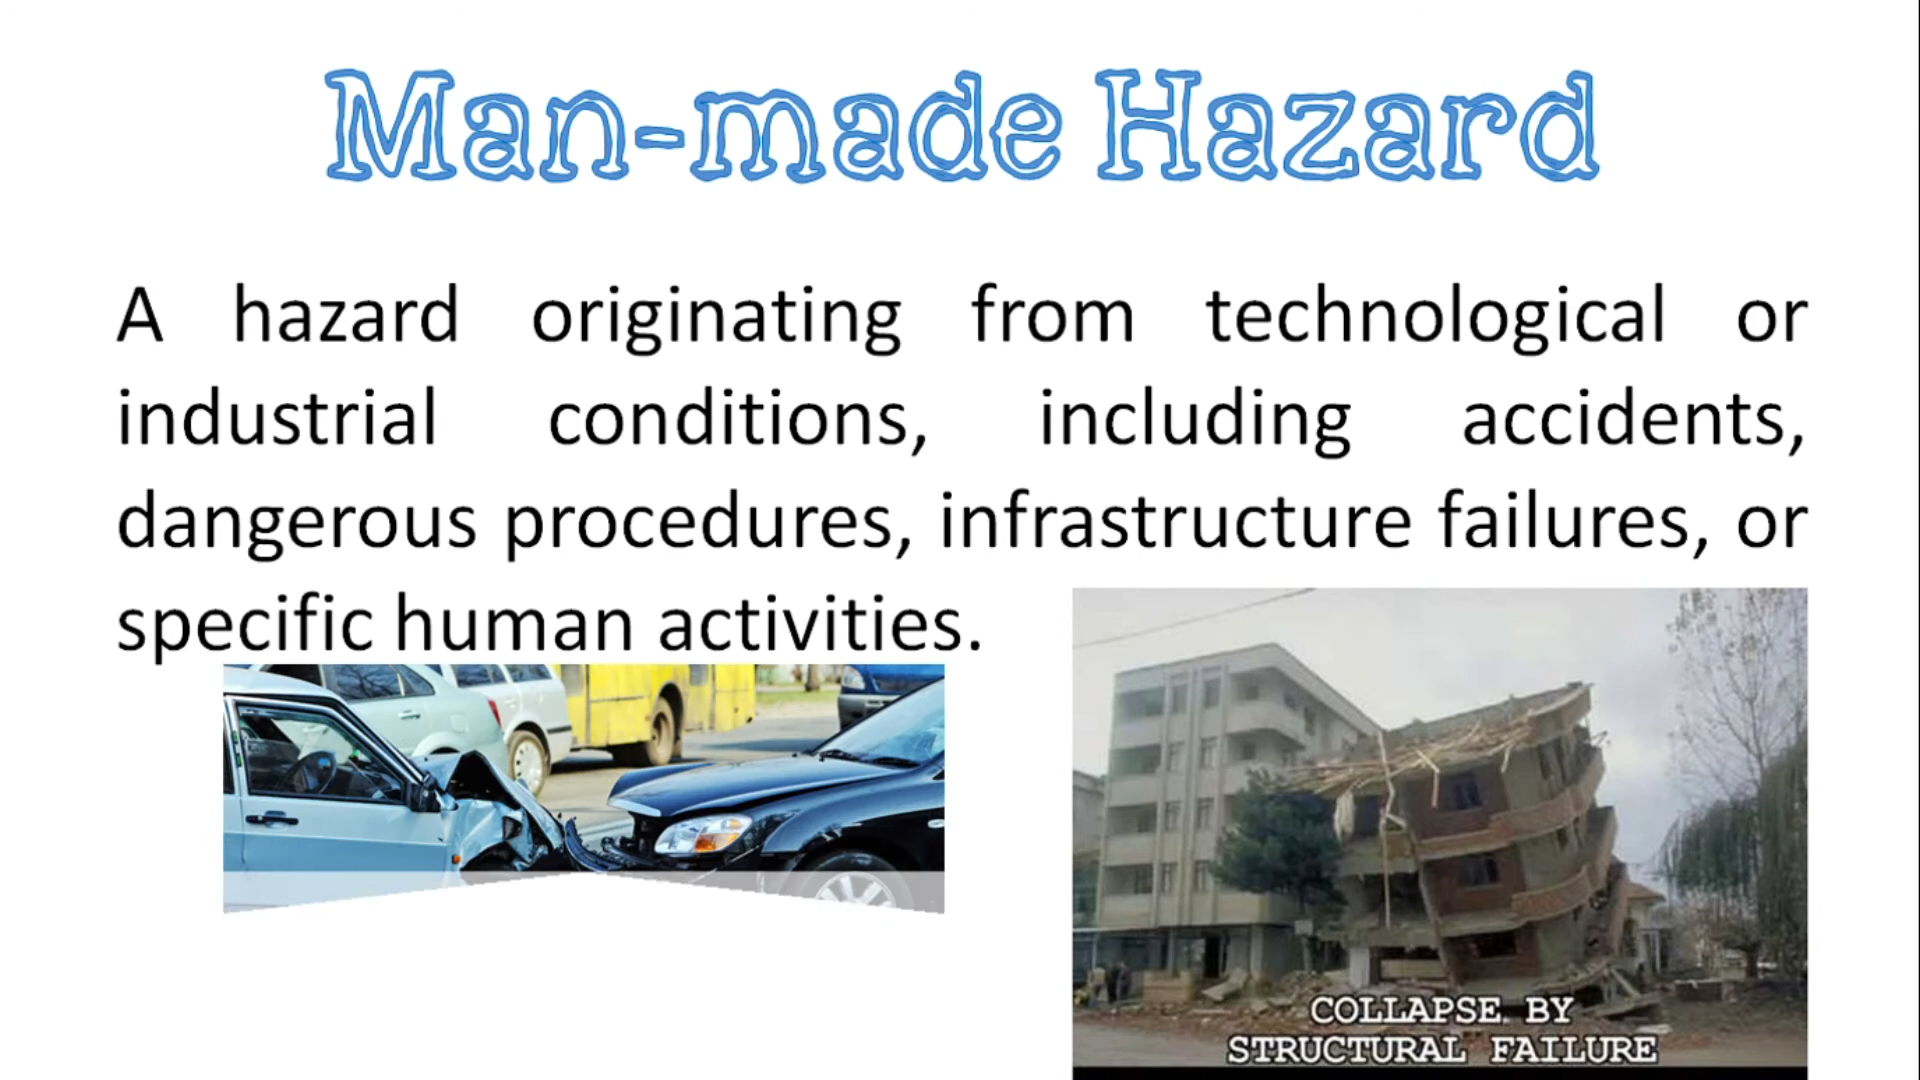 Man-made Hazard
A hazard originating from technological or
industrial conditions, including accidents,
dangerous procedures, infrastructure failures, or
specific human activities.
COLLAPSE BY
STRUCTURAL FAILURE